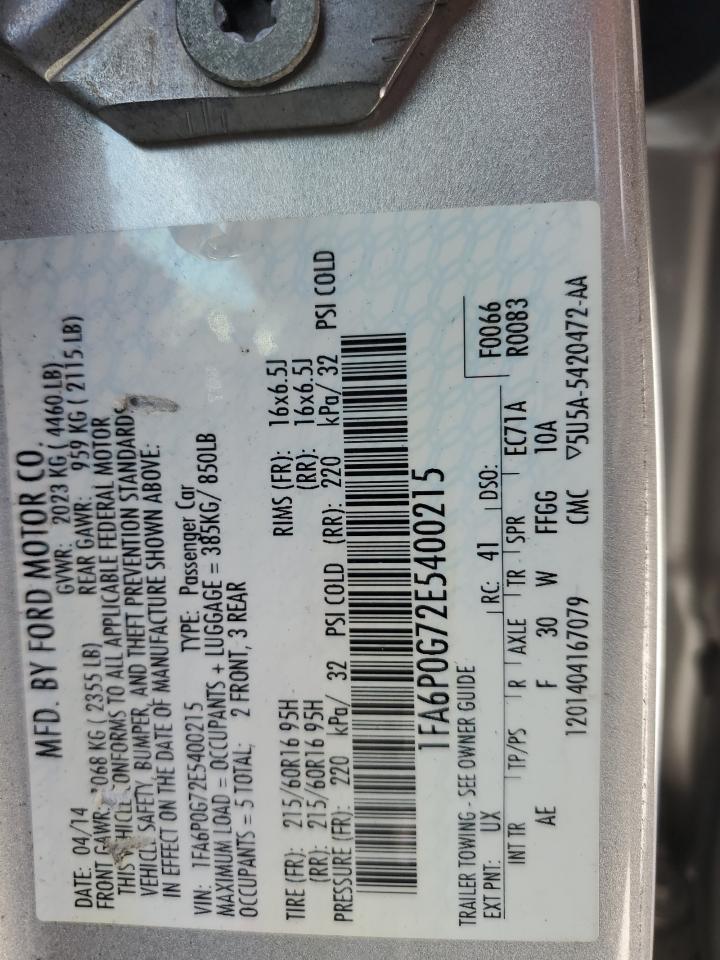 MFD. BY FORD MOTOR CO.
DATE: 04/14 GVWR: 2023 KG ( 4460 LB)
FRONT GAWR: 1068 KG ( 2355 LB) REAR GAWR: 959 KG ( 2115 LB)
THIS VEHICLE CONFORMS TO ALL APPLICABLE FEDERAL MOTOR
VEHICLE SAFETY, BUMPER, AND THEFT PREVENTION STANDARDS
IN EFFECT ON THE DATE OF MANUFACTURE SHOWN ABOVE:
VIN: 1FA6P0G72E5400215 TYPE: Passenger Car
MAXIMUM LOAD = OCCUPANTS + LUGGAGE = 385KG/ 850LB
OCCUPANTS = 5 TOTAL; 2 FRONT, 3 REAR
TIRE (FR): 215/60R16 95H RIMS (FR): 16x6.5J
(RR): 215/60R16 95H (RR): 16x6.5J
PRESSURE (FR): 220 kPa/ 32 PSI COLD (RR): 220 kPa/ 32 PSI COLD
1FA6P0G72E5400215
TRAILER TOWING - SEE OWNER GUIDE
F0066
EXT PNT: UX RC: 41 DSO: R0083
INT TR TP/PS R AXLE TR SPR EC71A
AE F 30 W FFGG 10A
1201404167079 CMC ▽5U5A-5420472-AA